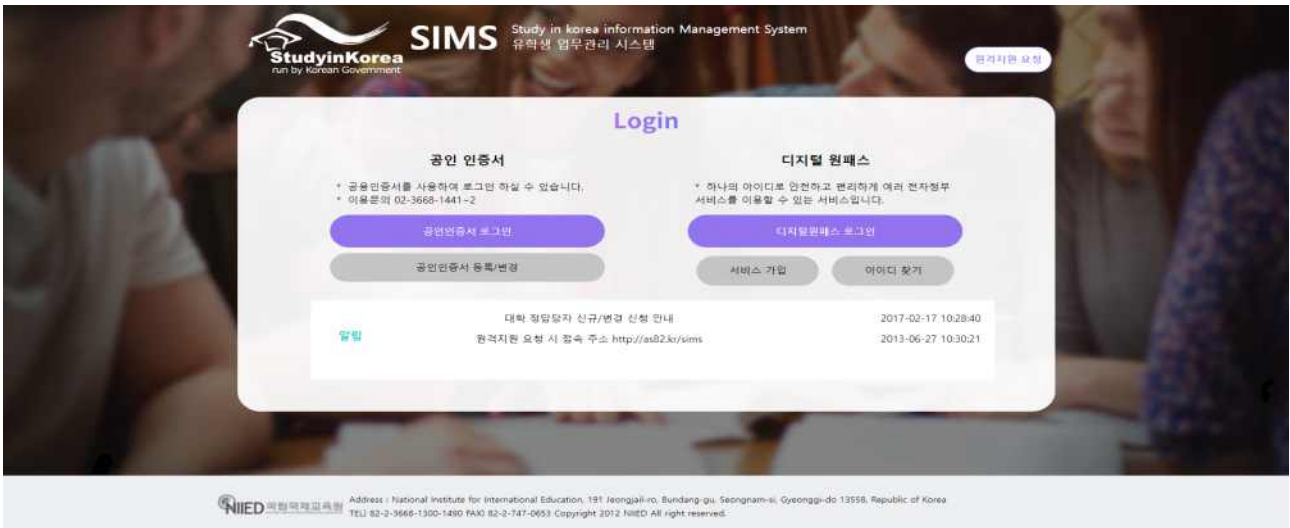 StudyinKorea
run by Korean Government
SIMS
Study in korea information Management System
유학생 업무관리 시스템
원격지원 요청
Login
공인 인증서
* 공용인증서를 사용하여 로그인 하실 수 있습니다.
* 이용문의 02-3668-1441~2
공인인증서 로그인
공인인증서 등록/변경
디지털 원패스
* 하나의 아이디로 안전하고 편리하게 여러 전자정부
서비스를 이용할 수 있는 서비스입니다.
디지털원패스 로그인
서비스 가입 아이디 찾기
알림
대학 정담당자 신규/변경 신청 안내 2017-02-17 10:28:40
원격지원 요청 시 접속 주소 http://as82.kr/sims 2013-06-27 10:30:21
NIIED 국립국제교육원
Address : National Institute for International Education, 191 Jeongjail-ro, Bundang-gu, Seongnam-si, Gyeonggi-do 13558, Republic of Korea
TEL) 82-2-3668-1300-1490 FAX) 82-2-747-0653 Copyright 2012 NIIED All right reserved.